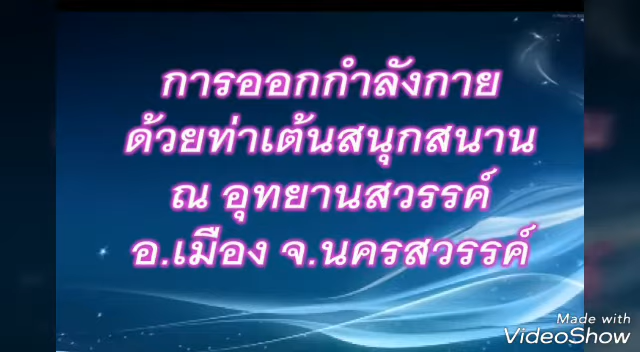 การออกกำลังกาย
ด้วยท่าเต้นสนุกสนาน
ณ อุทยานสวรรค์
อ.เมือง จ.นครสวรรค์
Made with
VideoShow